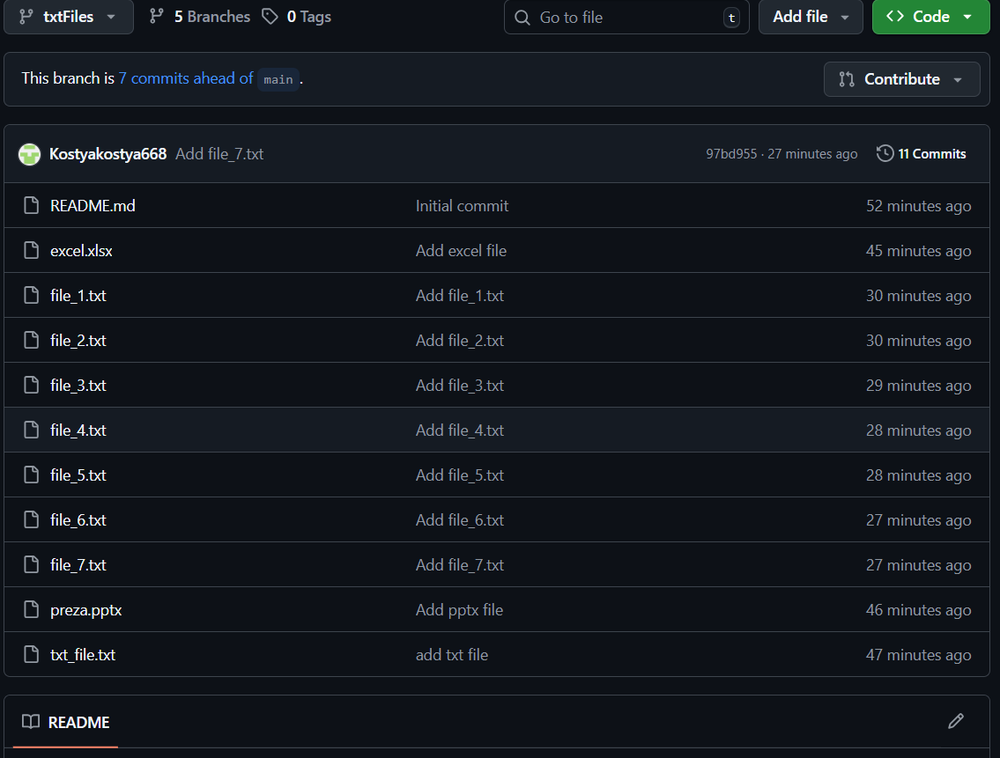 txtFiles 5 Branches 0 Tags Go to file t Add file Code
This branch is 7 commits ahead of main .
Contribute
Kostyakostya668 Add file_7.txt 97bd955 · 27 minutes ago 11 Commits
README.md Initial commit 52 minutes ago
excel.xlsx Add excel file 45 minutes ago
file_1.txt Add file_1.txt 30 minutes ago
file_2.txt Add file_2.txt 30 minutes ago
file_3.txt Add file_3.txt 29 minutes ago
file_4.txt Add file_4.txt 28 minutes ago
file_5.txt Add file_5.txt 28 minutes ago
file_6.txt Add file_6.txt 27 minutes ago
file_7.txt Add file_7.txt 27 minutes ago
preza.pptx Add pptx file 46 minutes ago
txt_file.txt add txt file 47 minutes ago
README